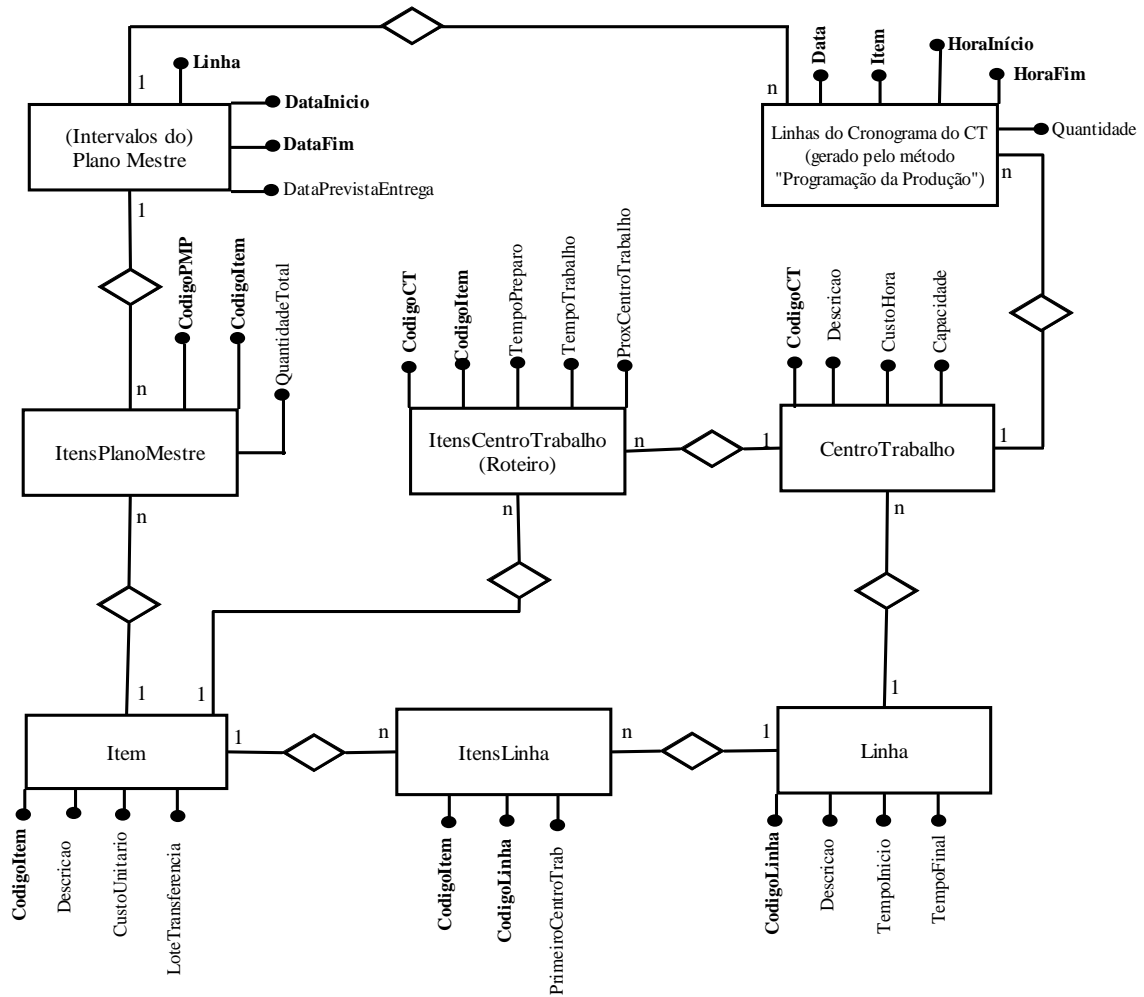 1
n
Linha
DataInicio
DataFim
DataPrevistaEntrega
(Intervalos do)
Plano Mestre
1
Data
Item
HoraInício
HoraFim
Quantidade
Linhas do Cronograma do CT
(gerado pelo método
"Programação da Produção")
n
n
CodigoPMP
CodigoItem
QuantidadeTotal
ItensPlanoMestre
n
CodigoCT
CodigoItem
TempoPreparo
TempoTrabalho
ProxCentroTrabalho
ItensCentroTrabalho
(Roteiro)
n
n
1
CodigoCT
Descricao
CustoHora
Capacidade
CentroTrabalho
1
n
1
1
Item
1
n
ItensLinha
n
1
1
Linha
CodigoItem
Descricao
CustoUnitario
LoteTransferência
CodigoItem
CodigoLinha
PrimeiroCentroTrab
CodigoLinha
Descricao
TempoInicio
TempoFinal